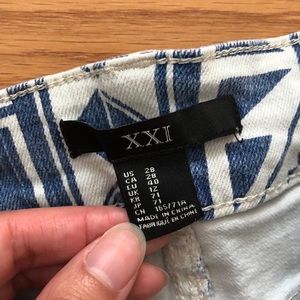 XXI
US 28
CA 28
EU 40
UK 12
KR 71
JP 71
CN 165/71A
MADE IN CHINA
FABRIQUÉ EN CHINE